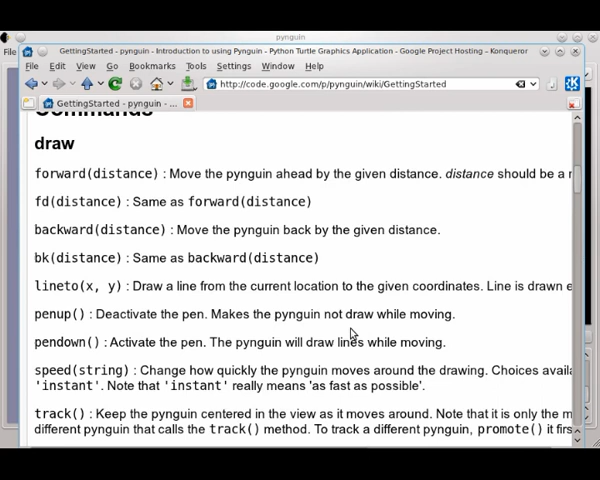 pynguin
File
GettingStarted - pynguin - Introduction to using Pynguin - Python Turtle Graphics Application - Google Project Hosting - Konqueror
File Edit View Go Bookmarks Tools Settings Window Help
http://code.google.com/p/pynguin/wiki/GettingStarted
GettingStarted - pynguin - ...
Commands
draw
forward(distance) : Move the pynguin ahead by the given distance. distance should be a
fd(distance) : Same as forward(distance)
backward(distance) : Move the pynguin back by the given distance.
bk(distance) : Same as backward(distance)
lineto(x, y) : Draw a line from the current location to the given coordinates. Line is drawn
penup() : Deactivate the pen. Makes the pynguin not draw while moving.
pendown() : Activate the pen. The pynguin will draw lines while moving.
speed(string) : Change how quickly the pynguin moves around the drawing. Choices
'instant'. Note that 'instant' really means 'as fast as possible'.
track() : Keep the pynguin centered in the view as it moves around. Note that it is only the
different pynguin that calls the track() method. To track a different pynguin, promote() it